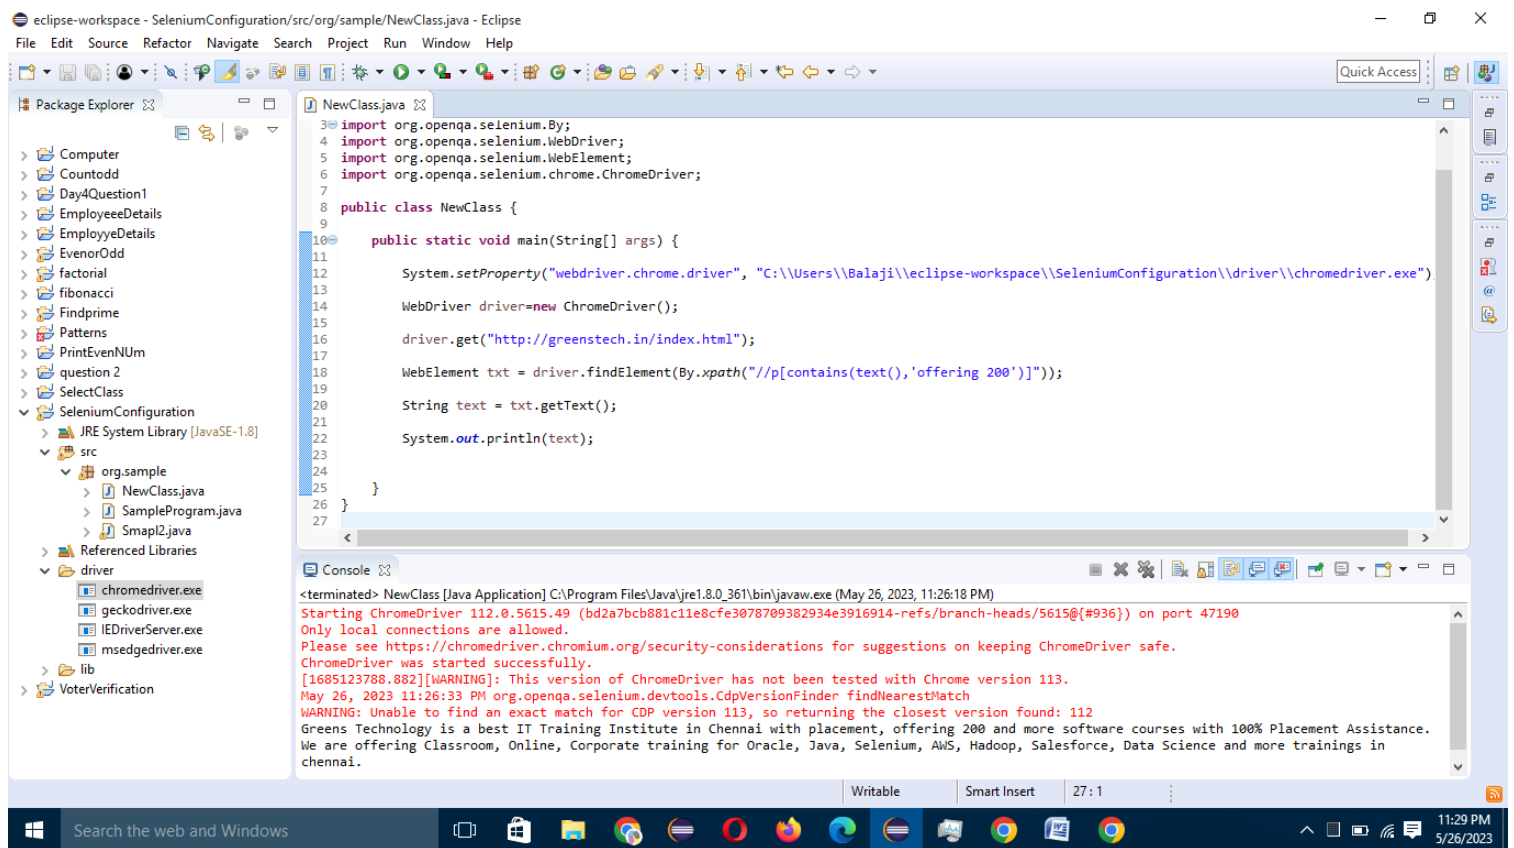 eclipse-workspace - SeleniumConfiguration/src/org/sample/NewClass.java - Eclipse
File Edit Source Refactor Navigate Search Project Run Window Help
Quick Access
Package Explorer
Computer
Countodd
Day4Question1
EmployeeeDetails
EmployyeDetails
EvenorOdd
factorial
fibonacci
Findprime
Patterns
PrintEvenNUm
question 2
SelectClass
SeleniumConfiguration
JRE System Library [JavaSE-1.8]
src
org.sample
NewClass.java
SampleProgram.java
Smapl2.java
Referenced Libraries
driver
chromedriver.exe
geckodriver.exe
IEDriverServer.exe
msedgedriver.exe
lib
VoterVerification
NewClass.java
3 import org.openqa.selenium.By;
4 import org.openqa.selenium.WebDriver;
5 import org.openqa.selenium.WebElement;
6 import org.openqa.selenium.chrome.ChromeDriver;
7
8 public class NewClass {
9
10 public static void main(String[] args) {
11
12 System.setProperty("webdriver.chrome.driver", "C:\\Users\\Balaji\\eclipse-workspace\\SeleniumConfiguration\\driver\\chromedriver.exe")
13
14 WebDriver driver=new ChromeDriver();
15
16 driver.get("http://greenstech.in/index.html");
17
18 WebElement txt = driver.findElement(By.xpath("//p[contains(text(),'offering 200')]"));
19
20 String text = txt.getText();
21
22 System.out.println(text);
23
24
25 }
26 }
27
Console
<terminated> NewClass [Java Application] C:\Program Files\Java\jre1.8.0_361\bin\javaw.exe (May 26, 2023, 11:26:18 PM)
Starting ChromeDriver 112.0.5615.49 (bd2a7bcb881c11e8cfe3078709382934e3916914-refs/branch-heads/5615@{#936}) on port 47190
Only local connections are allowed.
Please see https://chromedriver.chromium.org/security-considerations for suggestions on keeping ChromeDriver safe.
ChromeDriver was started successfully.
[1685123788.882][WARNING]: This version of ChromeDriver has not been tested with Chrome version 113.
May 26, 2023 11:26:33 PM org.openqa.selenium.devtools.CdpVersionFinder findNearestMatch
WARNING: Unable to find an exact match for CDP version 113, so returning the closest version found: 112
Greens Technology is a best IT Training Institute in Chennai with placement, offering 200 and more software courses with 100% Placement Assistance.
We are offering Classroom, Online, Corporate training for Oracle, Java, Selenium, AWS, Hadoop, Salesforce, Data Science and more trainings in
chennai.
Writable Smart Insert 27 : 1
Search the web and Windows
11:29 PM
5/26/2023